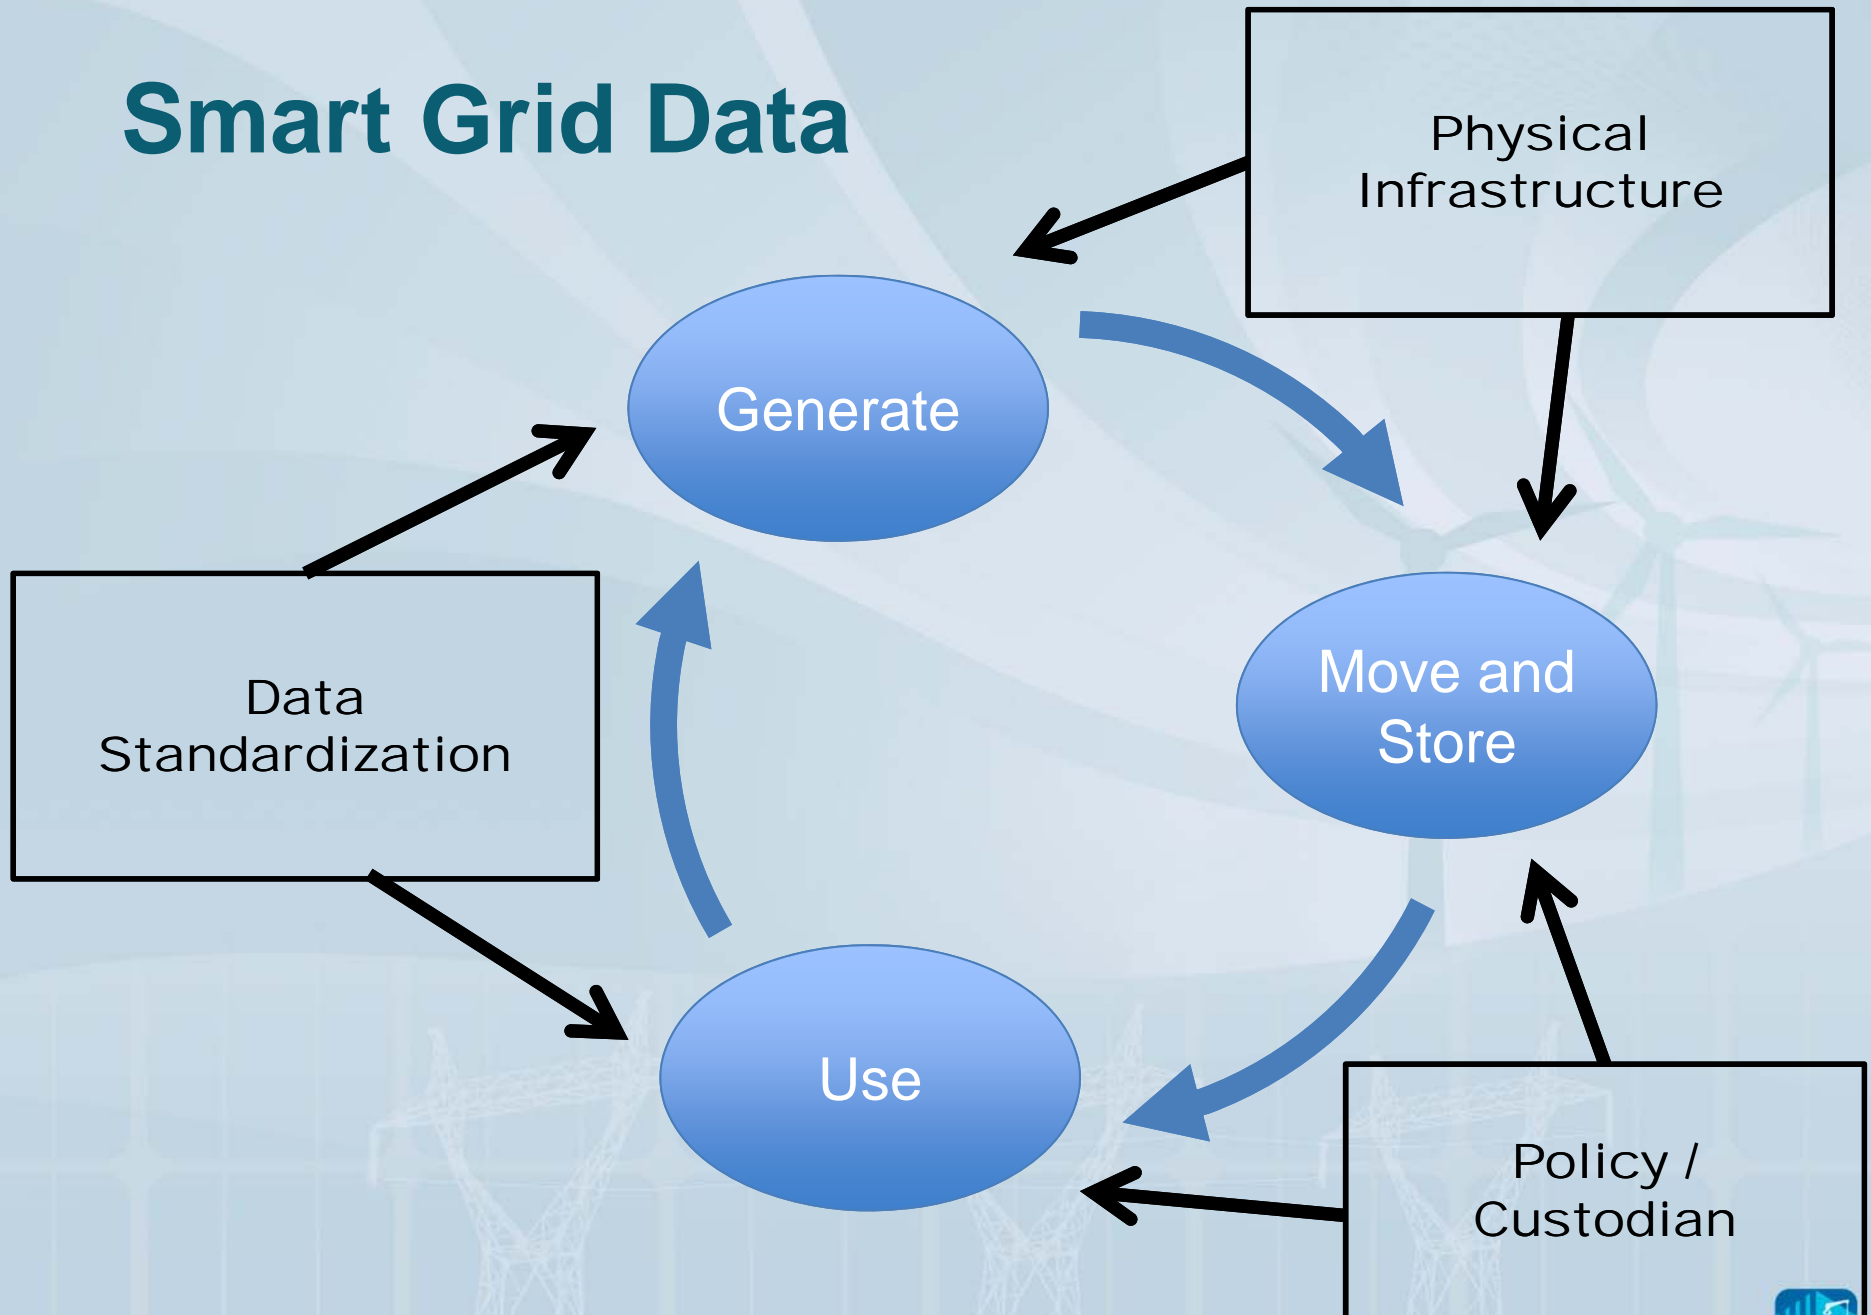 Smart Grid Data
Physical
Infrastructure
Generate
Move and
Store
Data
Standardization
Use
Policy /
Custodian